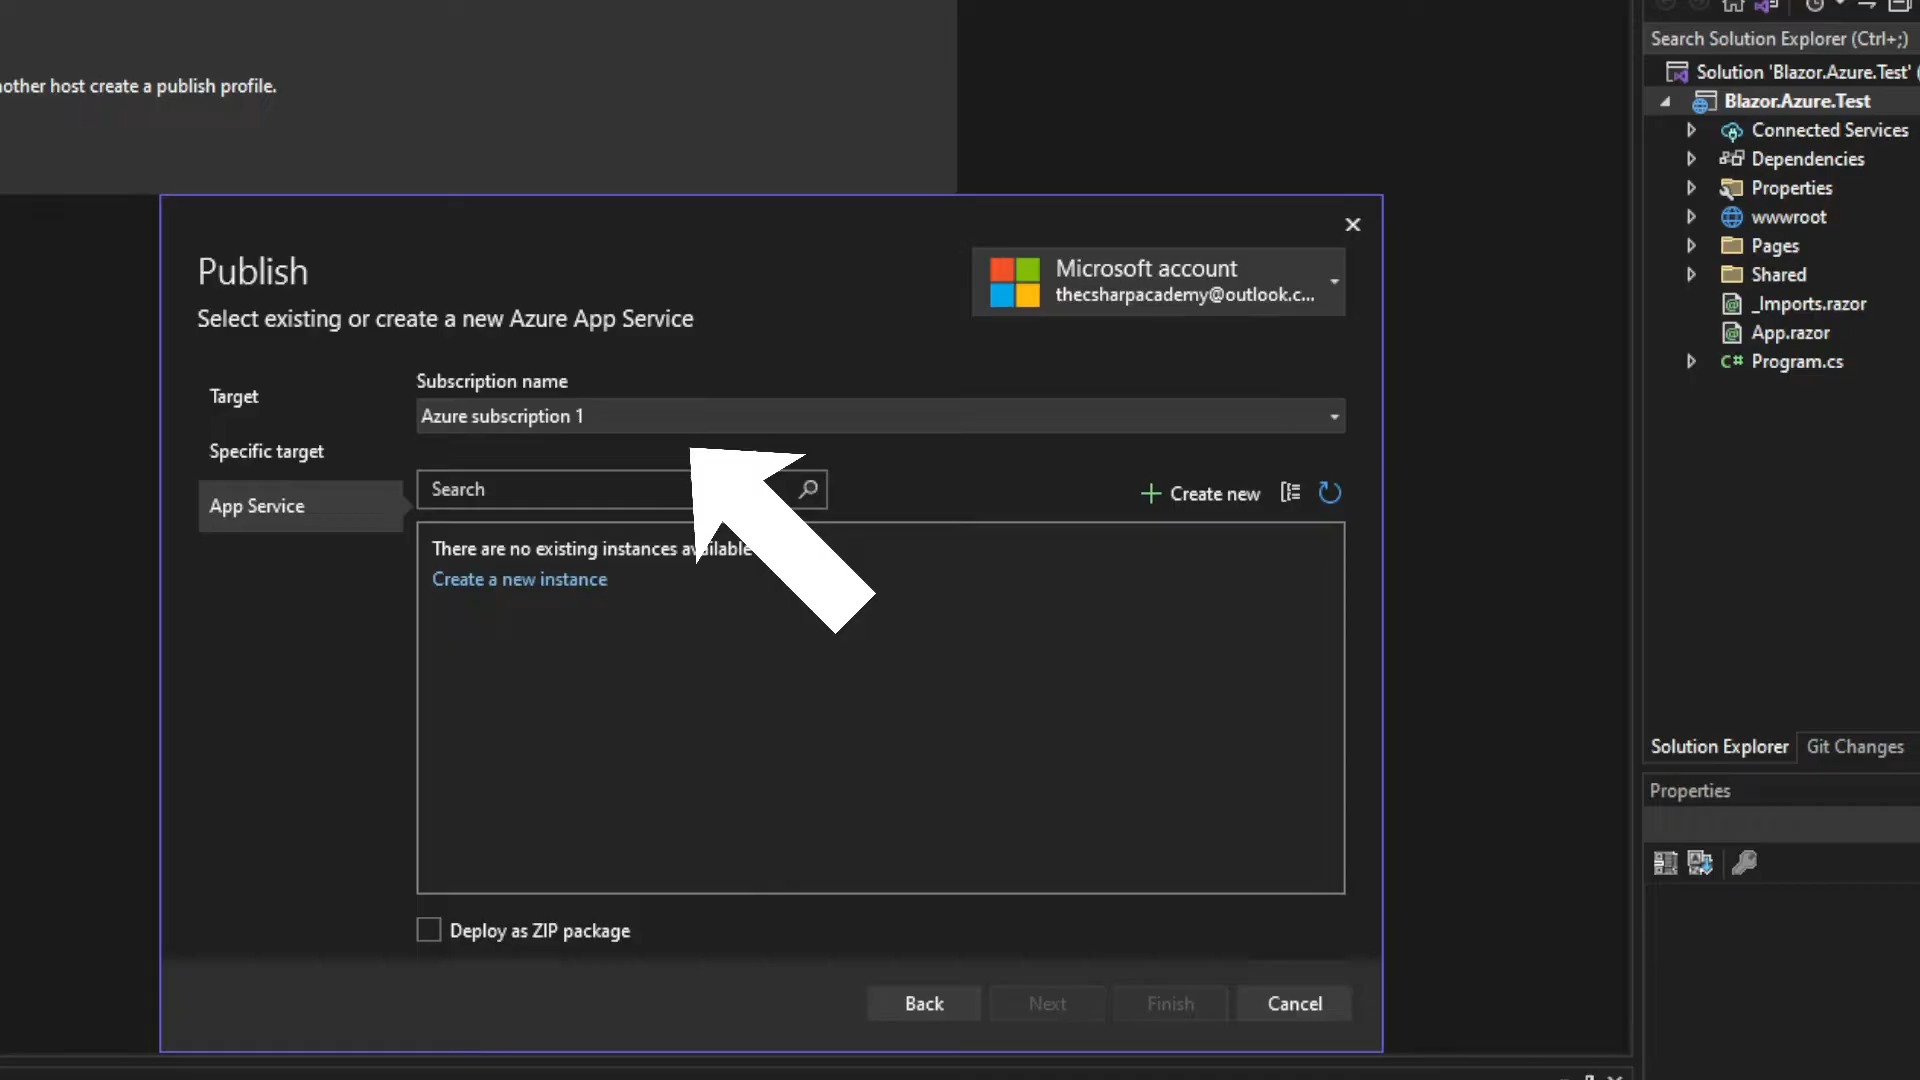 nother host create a publish profile.
Publish
Select existing or create a new Azure App Service
Microsoft account
thecsharpacademy@outlook.c...
Target
Specific target
App Service
Subscription name
Azure subscription 1
Search
Create new
There are no existing instances available
Create a new instance
Deploy as ZIP package
Back
Next
Finish
Cancel
Search Solution Explorer (Ctrl+;)
Solution 'Blazor.Azure.Test'
Blazor.Azure.Test
Connected Services
Dependencies
Properties
wwwroot
Pages
Shared
_Imports.razor
App.razor
C# Program.cs
Solution Explorer
Git Changes
Properties